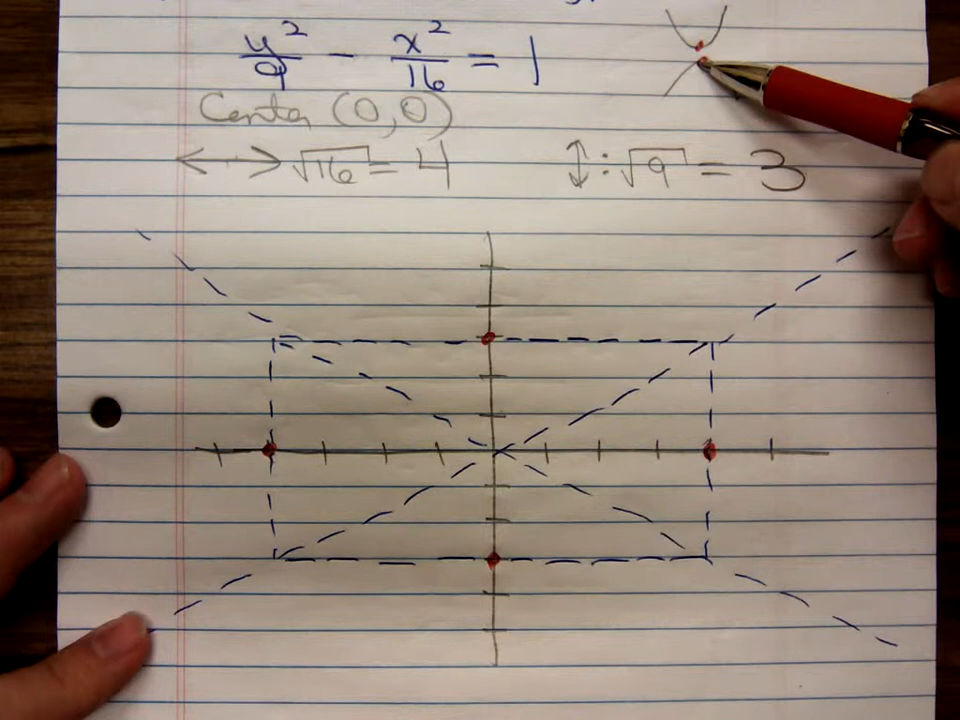 y²/9 - x²/16 = 1
Center (0,0)
↔ √16 = 4 ↕: √9 = 3